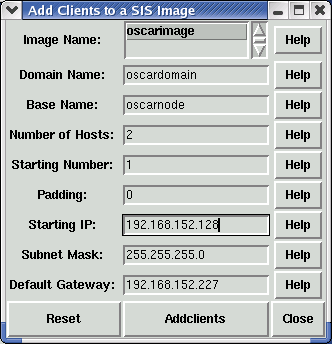 Add Clients to a SIS Image
Image Name: oscarimage Help
Domain Name: oscardomain Help
Base Name: oscarnode Help
Number of Hosts: 2 Help
Starting Number: 1 Help
Padding: 0 Help
Starting IP: 192.168.152.128 Help
Subnet Mask: 255.255.255.0 Help
Default Gateway: 192.168.152.227 Help
Reset Addclients Close